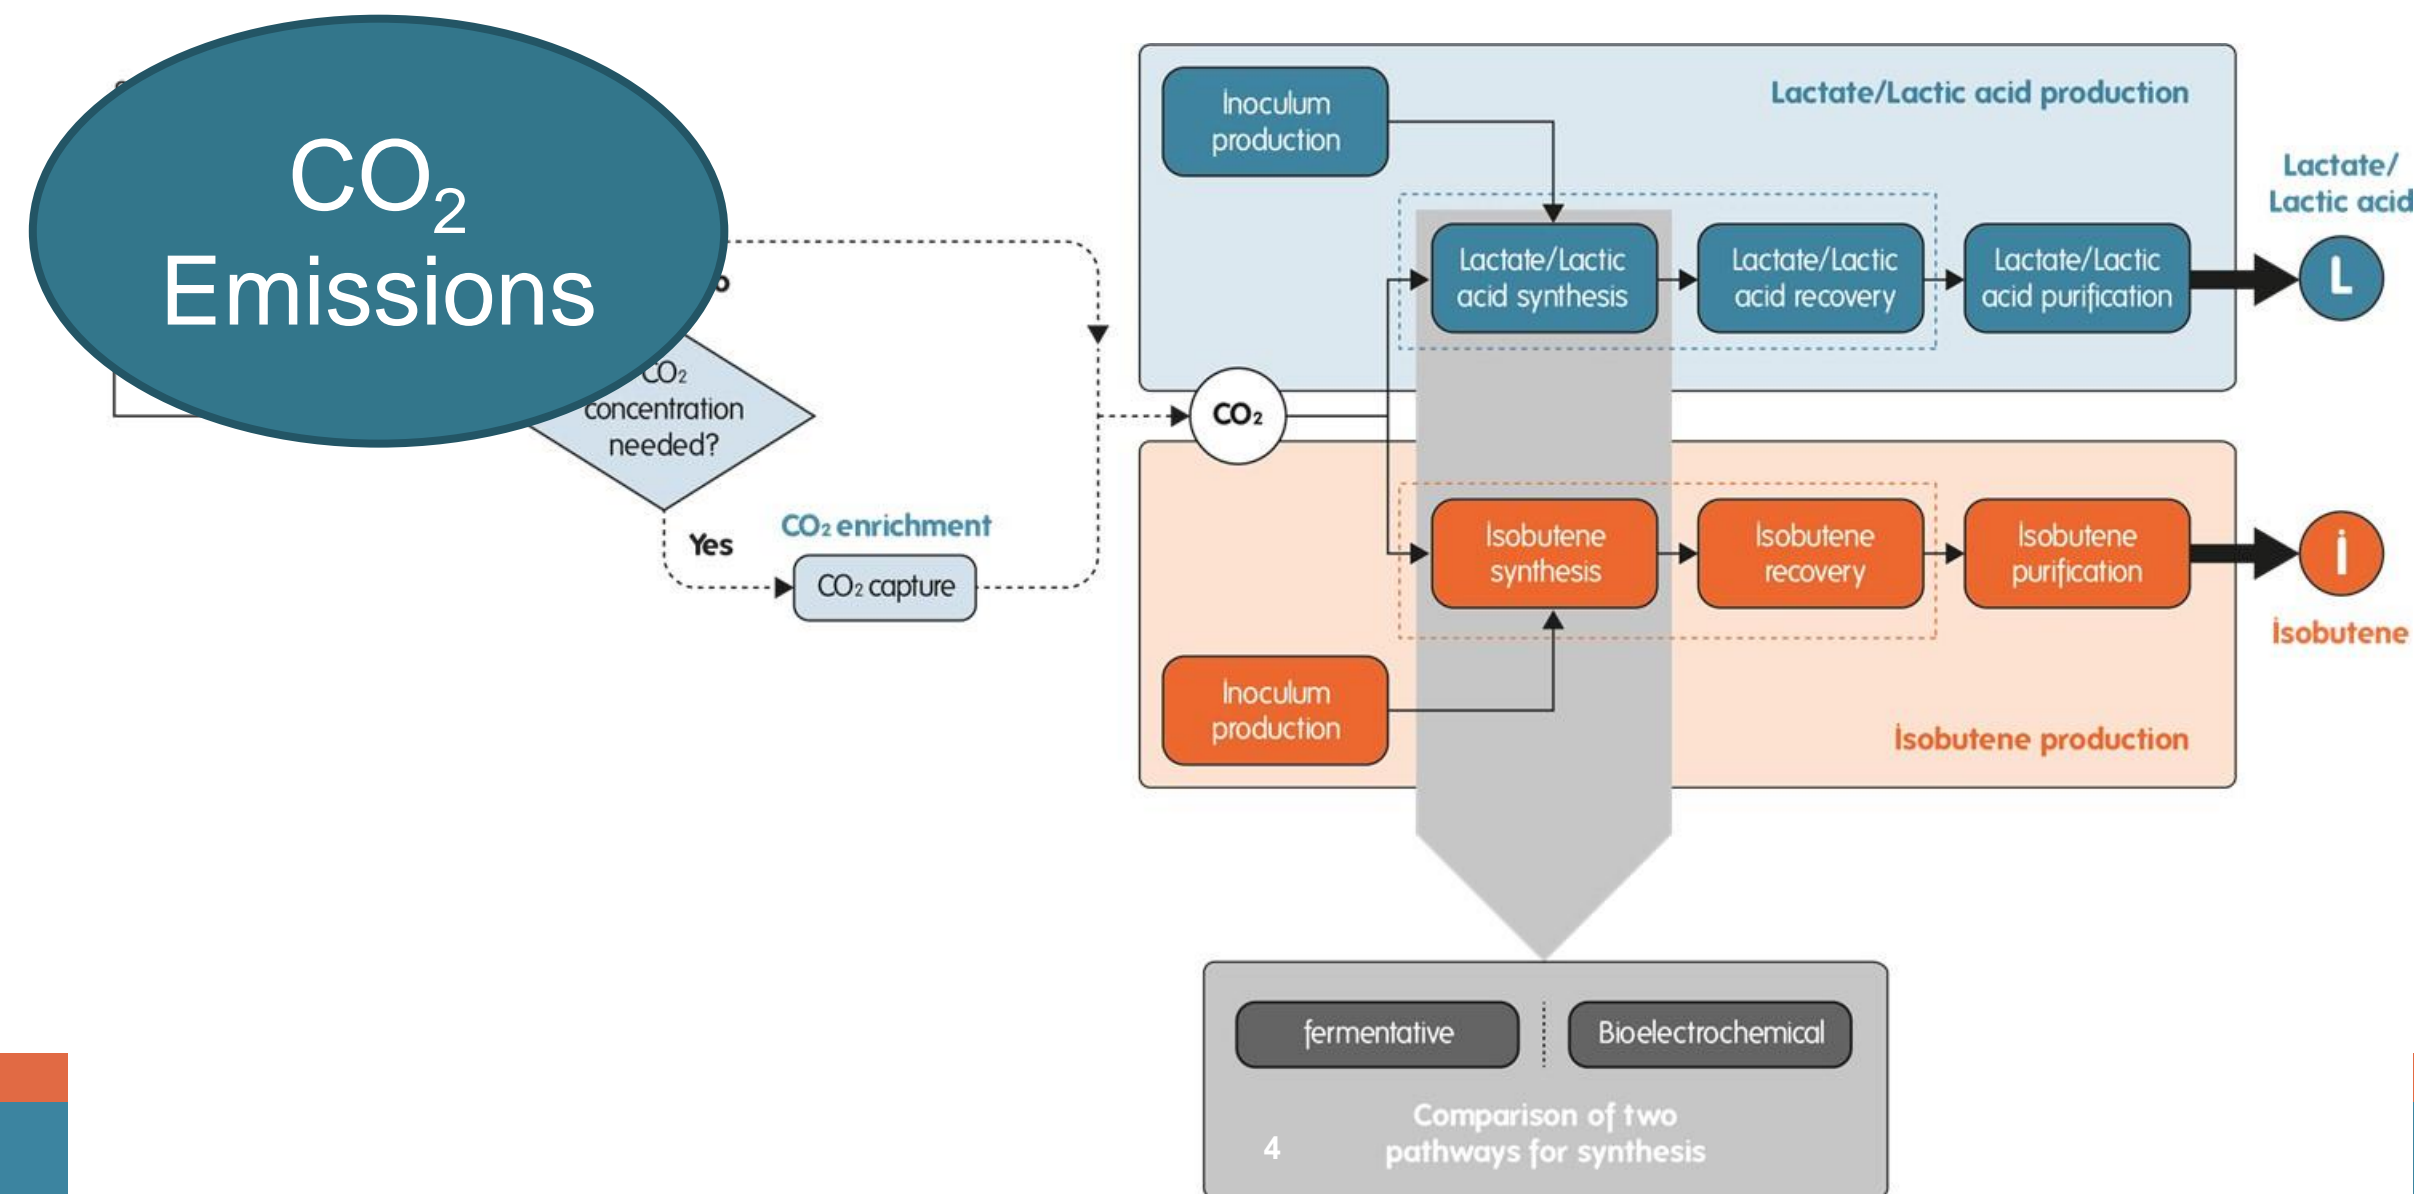 CO₂
Emissions
CO₂
concentration
needed?
Yes
CO₂ enrichment
CO₂ capture
CO₂
Lactate/Lactic acid production
Inoculum
production
Lactate/Lactic
acid synthesis
Lactate/Lactic
acid recovery
Lactate/Lactic
acid purification
Lactate/
Lactic acid
L
Isobutene
synthesis
Isobutene
recovery
Isobutene
purification
i
Isobutene
Inoculum
production
Isobutene production
fermentative
Bioelectrochemical
Comparison of two
pathways for synthesis
4